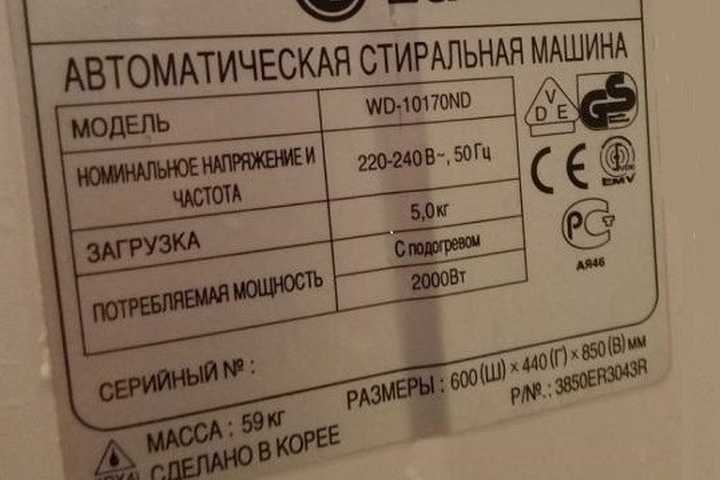 АВТОМАТИЧЕСКАЯ СТИРАЛЬНАЯ МАШИНА
МОДЕЛЬ
WD-10170ND
НОМИНАЛЬНОЕ НАПРЯЖЕНИЕ И
ЧАСТОТА
220-240 В~, 50 Гц
ЗАГРУЗКА
5,0 кг
ПОТРЕБЛЯЕМАЯ МОЩНОСТЬ
С подогревом
2000Вт
V
D E
GS
CE
EMV
АЯ46
СЕРИЙНЫЙ № :
РАЗМЕРЫ : 600 (Ш) × 440 (Г) × 850 (В) мм
МАССА : 59 кг
P/№. : 3850ER3043R
СДЕЛАНО В КОРЕЕ